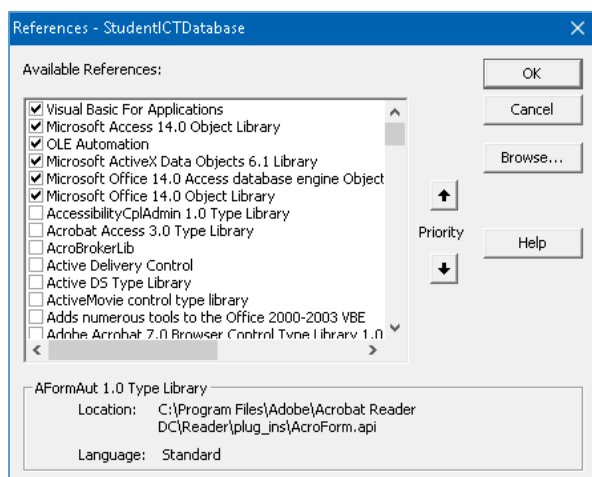 References - StudentICTDatabase
Available References:
OK
Cancel
Browse...
Help
Visual Basic For Applications
Microsoft Access 14.0 Object Library
OLE Automation
Microsoft ActiveX Data Objects 6.1 Library
Microsoft Office 14.0 Access database engine Object
Microsoft Office 14.0 Object Library
AccessibilityCplAdmin 1.0 Type Library
Acrobat Access 3.0 Type Library
AcroBrokerLib
Active Delivery Control
Active DS Type Library
ActiveMovie control type library
Adds numerous tools to the Office 2000-2003 VBE
Adobe Acrobat 7.0 Browser Control Type Library 1.0
Priority
AFormAut 1.0 Type Library
Location: C:\Program Files\Adobe\Acrobat Reader
DC\Reader\plug_ins\AcroForm.api
Language: Standard